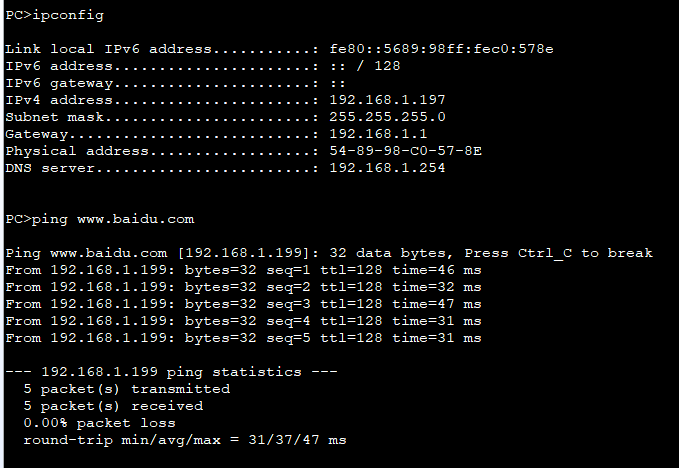 PC>ipconfig
Link local IPv6 address...........: fe80::5689:98ff:fec0:578e
IPv6 address......................: :: / 128
IPv6 gateway......................: ::
IPv4 address......................: 192.168.1.197
Subnet mask.......................: 255.255.255.0
Gateway...........................: 192.168.1.1
Physical address..................: 54-89-98-C0-57-8E
DNS server........................: 192.168.1.254
PC>ping www.baidu.com
Ping www.baidu.com [192.168.1.199]: 32 data bytes, Press Ctrl_C to break
From 192.168.1.199: bytes=32 seq=1 ttl=128 time=46 ms
From 192.168.1.199: bytes=32 seq=2 ttl=128 time=32 ms
From 192.168.1.199: bytes=32 seq=3 ttl=128 time=47 ms
From 192.168.1.199: bytes=32 seq=4 ttl=128 time=31 ms
From 192.168.1.199: bytes=32 seq=5 ttl=128 time=31 ms
--- 192.168.1.199 ping statistics ---
5 packet(s) transmitted
5 packet(s) received
0.00% packet loss
round-trip min/avg/max = 31/37/47 ms